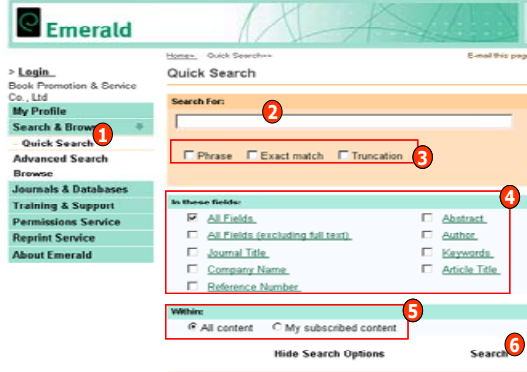 Emerald
Home> Quick Search>>
E-mail this page
> Login
Quick Search
Book Promotion & Service
Co., Ltd
My Profile
Search & Browse
1
- Quick Search
Advanced Search
Browse
Journals & Databases
Training & Support
Permissions Service
Reprint Service
About Emerald
Search For:
2
Phrase Exact match Truncation
3
In these fields:
4
All Fields Abstract
All Fields (excluding full text) Author
Journal Title Keywords
Company Name Article Title
Reference Number
Within:
5
All content My subscribed content
6
Hide Search Options Search